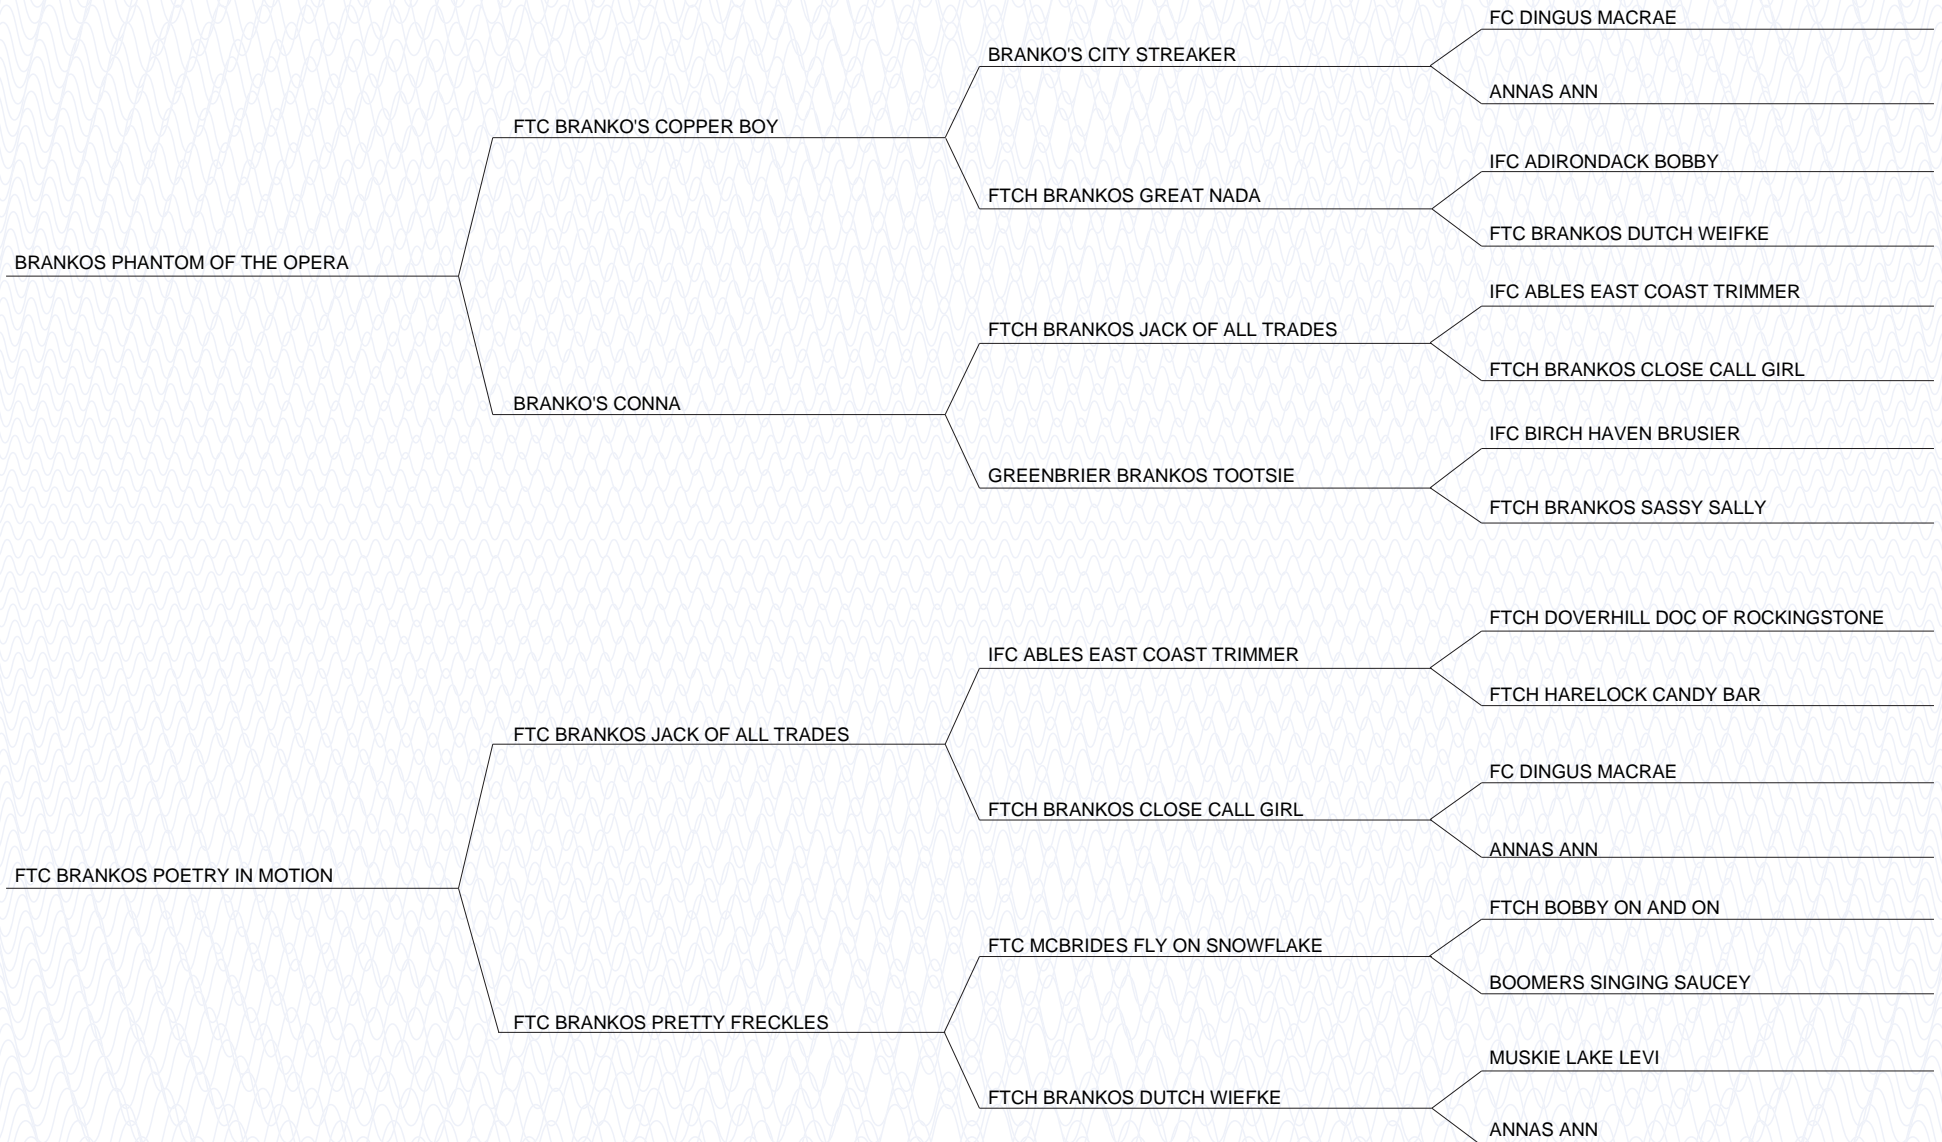 FC DINGUS MACRAE
BRANKO'S CITY STREAKER
ANNAS ANN
FTC BRANKO'S COPPER BOY
IFC ADIRONDACK BOBBY
FTCH BRANKOS GREAT NADA
FTC BRANKOS DUTCH WEIFKE
BRANKOS PHANTOM OF THE OPERA
IFC ABLES EAST COAST TRIMMER
FTCH BRANKOS JACK OF ALL TRADES
FTCH BRANKOS CLOSE CALL GIRL
BRANKO'S CONNA
IFC BIRCH HAVEN BRUSIER
GREENBRIER BRANKOS TOOTSIE
FTCH BRANKOS SASSY SALLY
FTCH DOVERHILL DOC OF ROCKINGSTONE
IFC ABLES EAST COAST TRIMMER
FTCH HARELOCK CANDY BAR
FTC BRANKOS JACK OF ALL TRADES
FC DINGUS MACRAE
FTCH BRANKOS CLOSE CALL GIRL
ANNAS ANN
FTC BRANKOS POETRY IN MOTION
FTCH BOBBY ON AND ON
FTC MCBRIDES FLY ON SNOWFLAKE
BOOMERS SINGING SAUCEY
FTC BRANKOS PRETTY FRECKLES
MUSKIE LAKE LEVI
FTCH BRANKOS DUTCH WIEFKE
ANNAS ANN